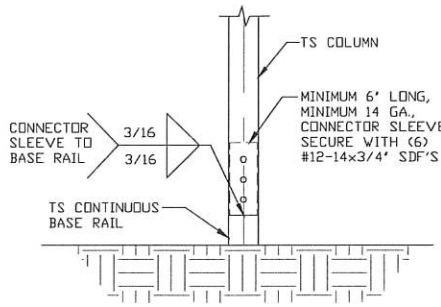 TS COLUMN
MINIMUM 6" LONG,
MINIMUM 14 GA.,
CONNECTOR SLEEVE
SECURE WITH (6)
#12-14x3/4" SDF'S
CONNECTOR
SLEEVE TO
BASE RAIL
3/16
3/16
TS CONTINUOUS
BASE RAIL